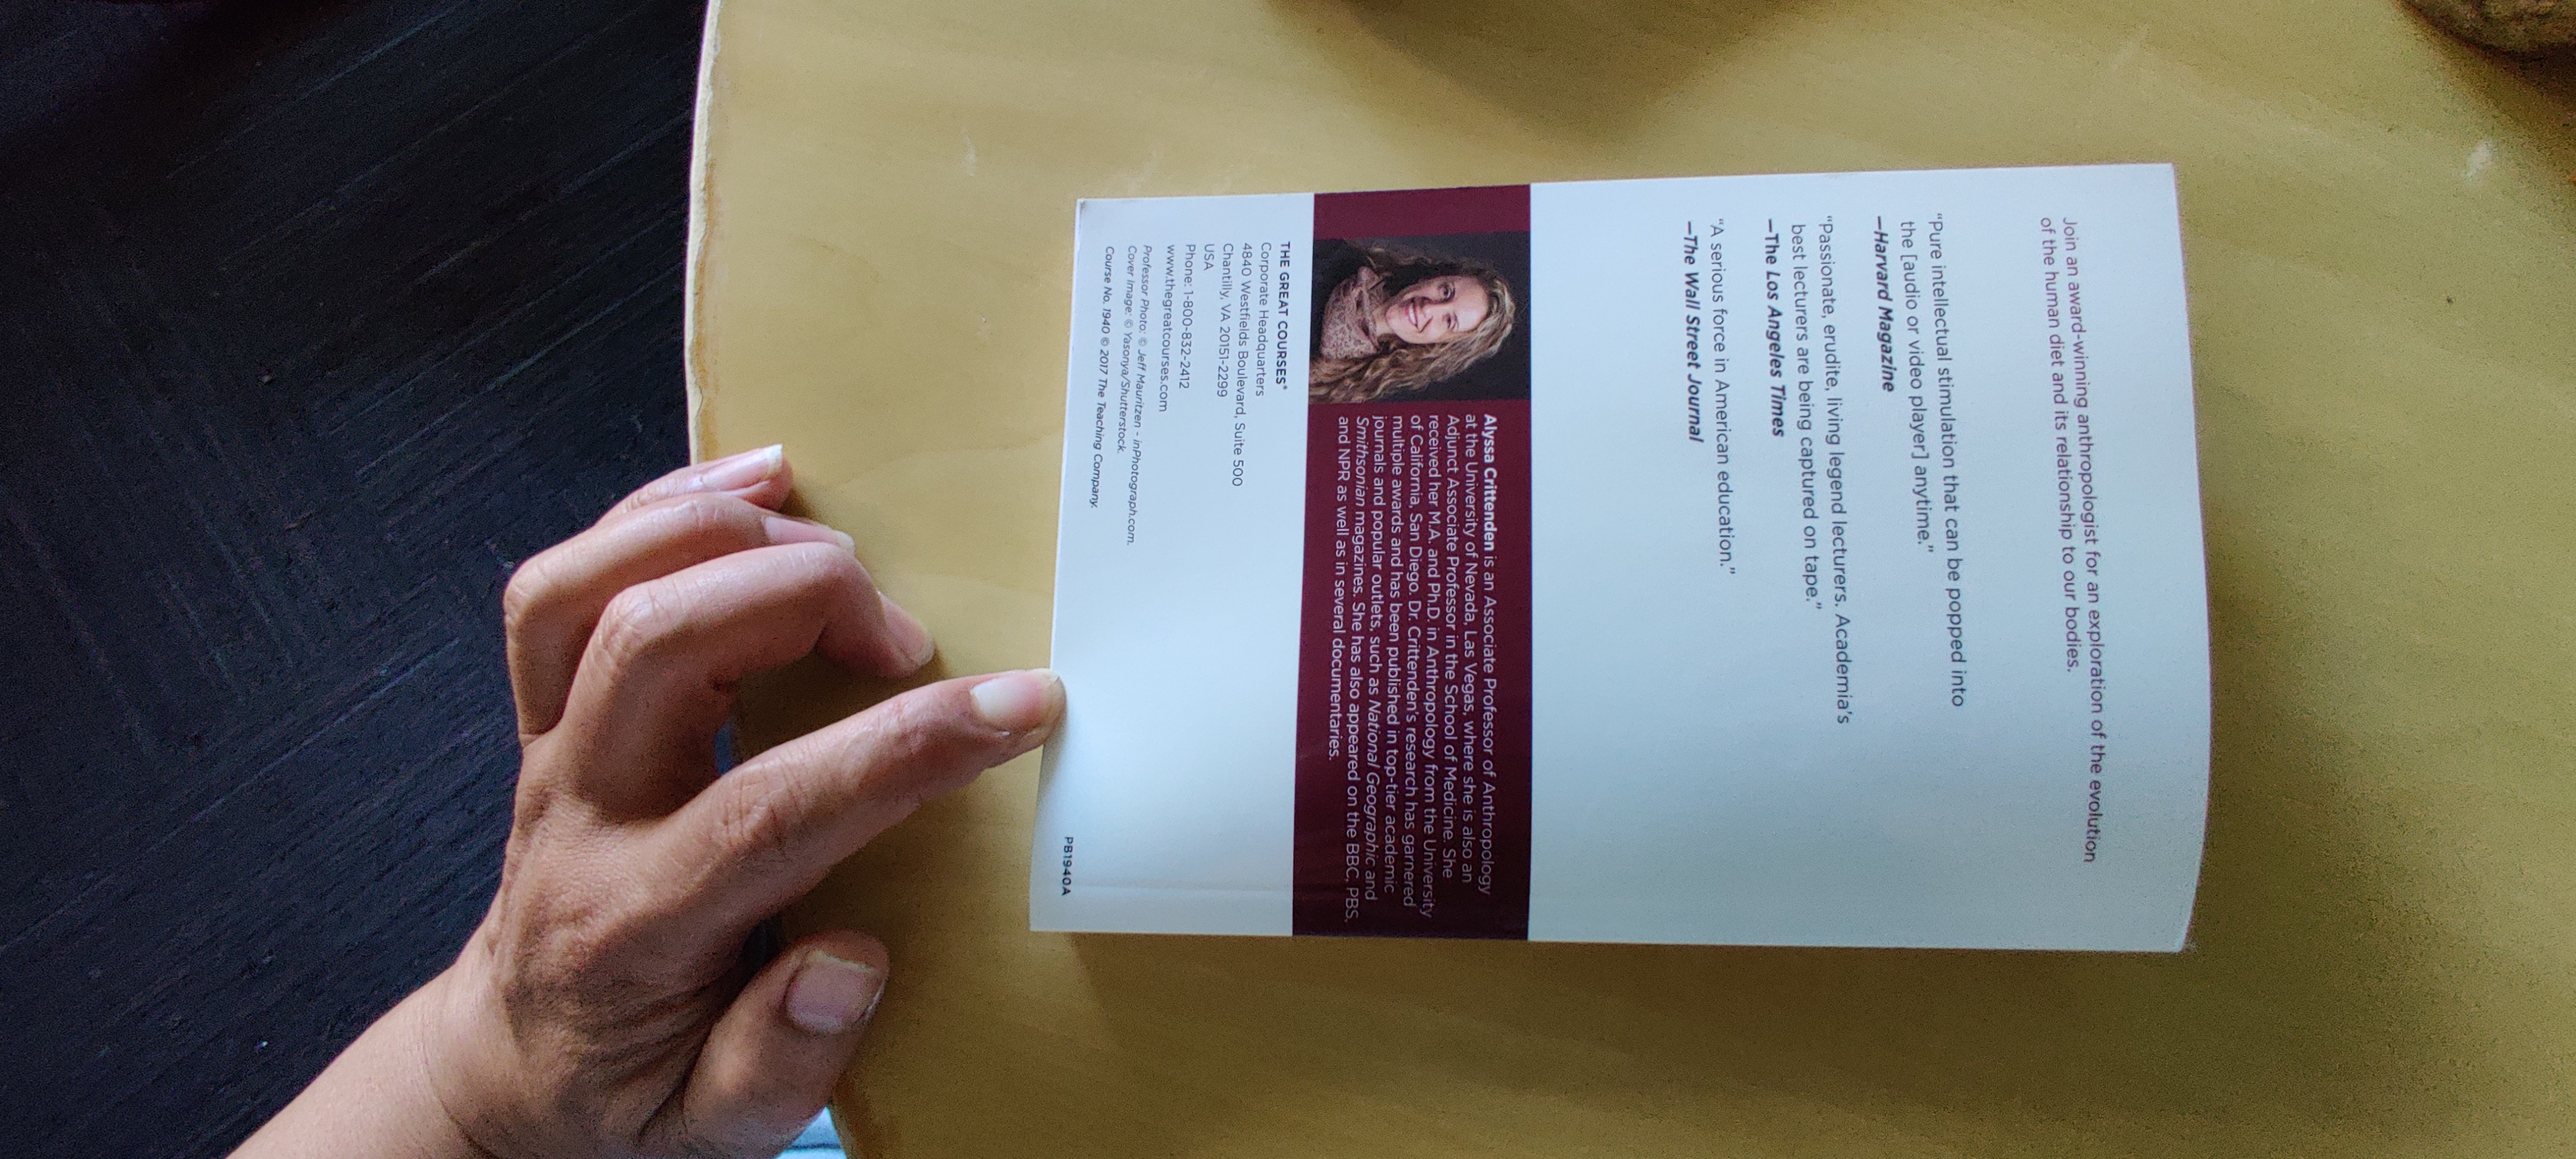 Join an award-winning anthropologist for an exploration of the evolution
of the human diet and its relationship to our bodies.
“Pure intellectual stimulation that can be popped into
the [audio or video player] anytime.”
—Harvard Magazine
“Passionate, erudite, living legend lecturers. Academia’s
best lecturers are being captured on tape.”
—The Los Angeles Times
“A serious force in American education.”
—The Wall Street Journal
Alyssa Crittenden is an Associate Professor of Anthropology
at the University of Nevada, Las Vegas, where she is also an
Adjunct Associate Professor in the School of Medicine. She
received her M.A. and Ph.D. in Anthropology from the University
of California, San Diego. Dr. Crittenden’s research has garnered
multiple awards and has been published in top-tier academic
journals and popular outlets, such as National Geographic and
Smithsonian magazines. She has also appeared on the BBC, PBS,
and NPR as well as in several documentaries.
THE GREAT COURSES®
Corporate Headquarters
4840 Westfields Boulevard, Suite 500
Chantilly, VA 20151-2299
USA
Phone: 1-800-832-2412
www.thegreatcourses.com
Professor Photo: © Jeff Mauritzen - inPhotograph.com.
Cover Image: © Yasonya/Shutterstock.
Course No. 1940 © 2017 The Teaching Company.
PB1940A